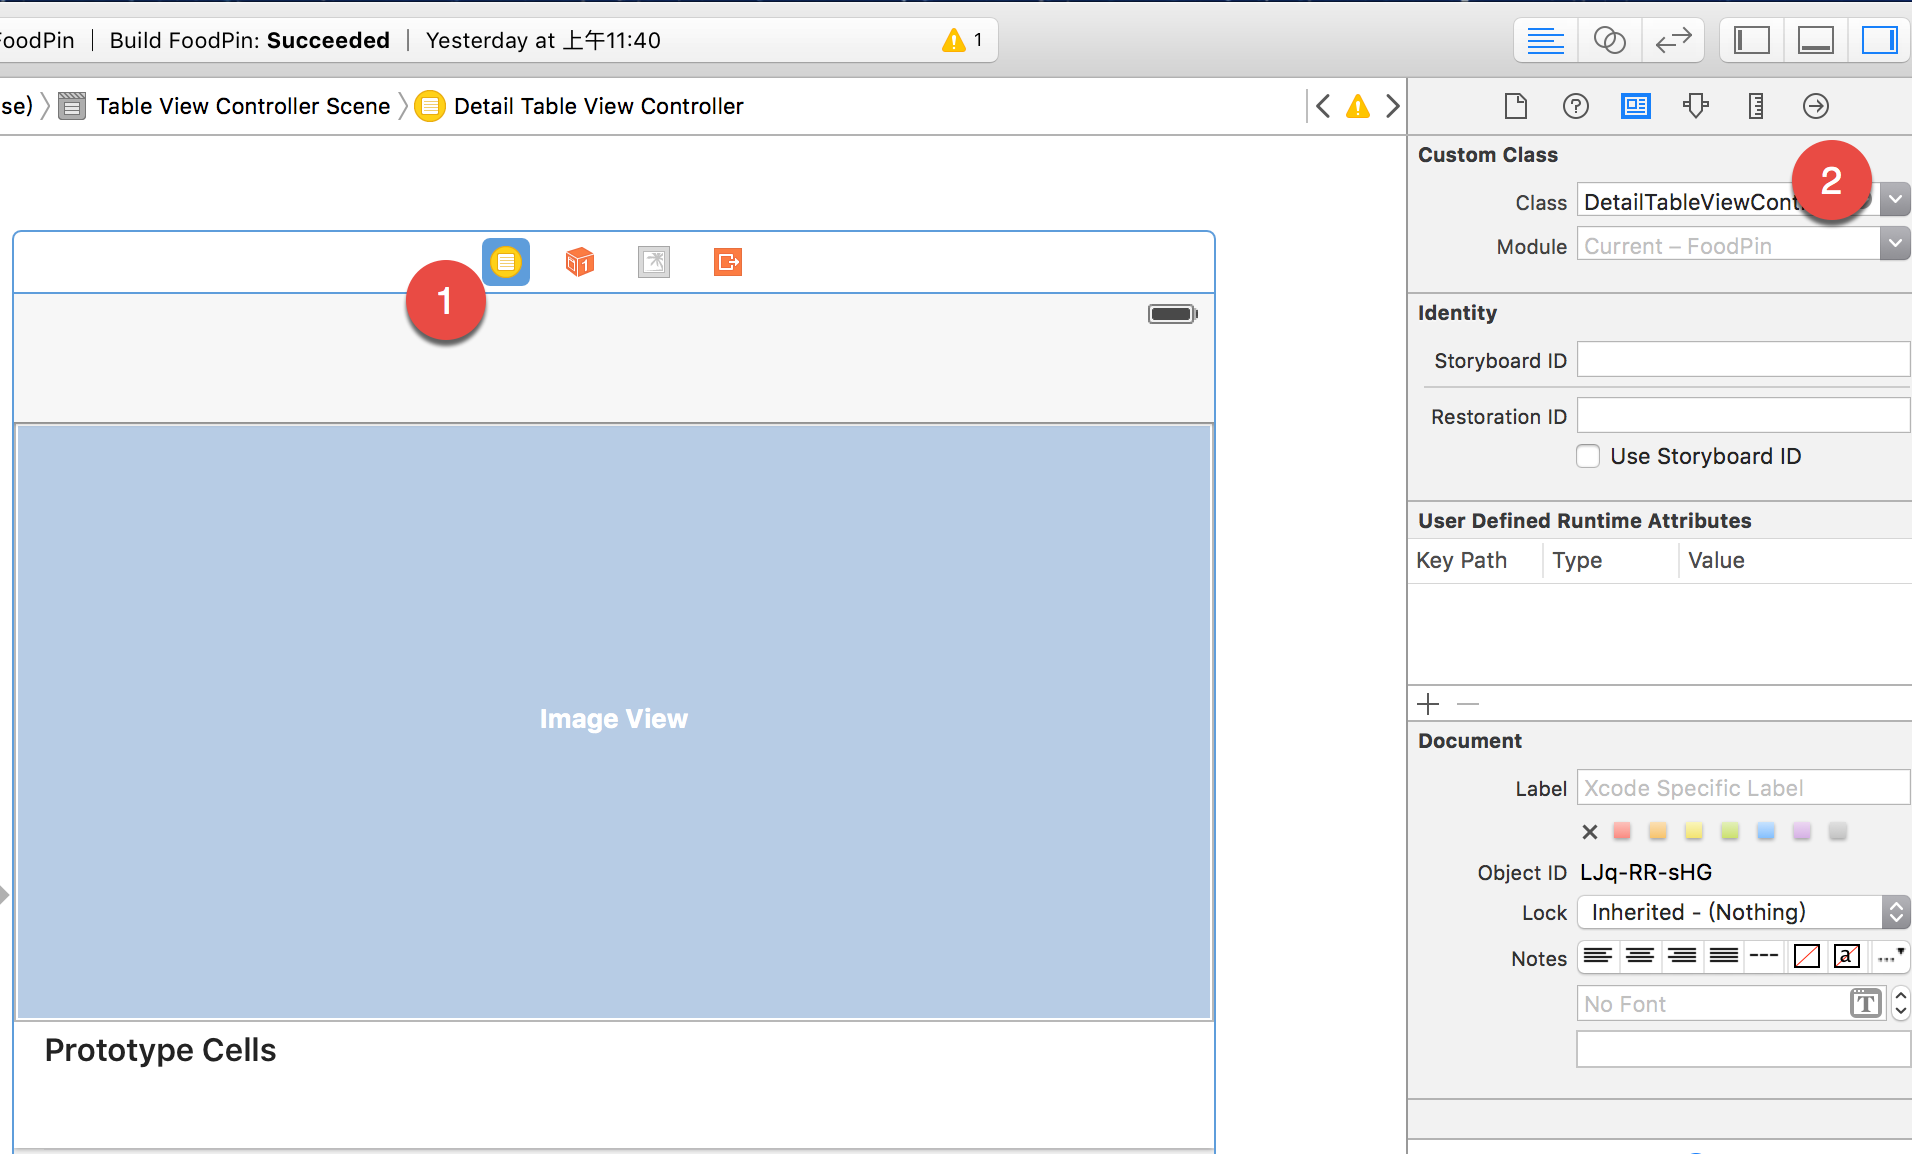 FoodPin | Build FoodPin: Succeeded | Yesterday at 上午11:40 1
se) Table View Controller Scene Detail Table View Controller
Custom Class
2
Class DetailTableViewCont
Module Current – FoodPin
1
Identity
Storyboard ID
Restoration ID
Use Storyboard ID
User Defined Runtime Attributes
Key Path Type Value
Image View
Document
Label Xcode Specific Label
Object ID LJq-RR-sHG
Lock Inherited - (Nothing)
Notes
No Font
Prototype Cells